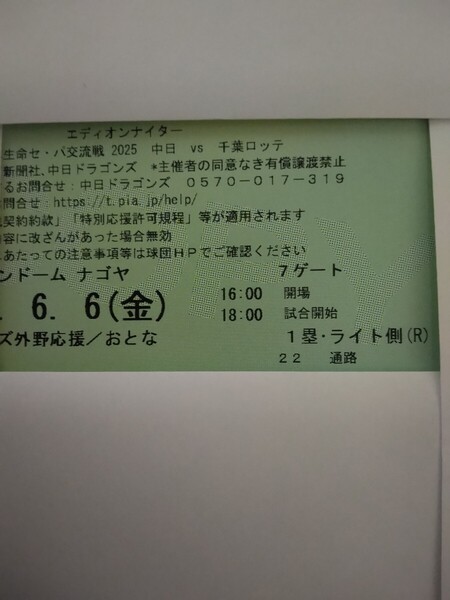 エディオンナイター
生命セ・パ交流戦 2025 中日 vs 千葉ロッテ
新聞社、中日ドラゴンズ *主催者の同意なき有償譲渡禁止
るお問合せ：中日ドラゴンズ 0570-017-319
問合せ：https://t.pia.jp/help/
契約約款」「特別応援許可規程」等が適用されます
内容に改ざんがあった場合無効
あたっての注意事項等は球団HPでご確認ください
ンドーム ナゴヤ 7ゲート
. 6. 6(金) 16:00 開場
18:00 試合開始
ズ外野応援／おとな 1塁・ライト側(R)
22 通路